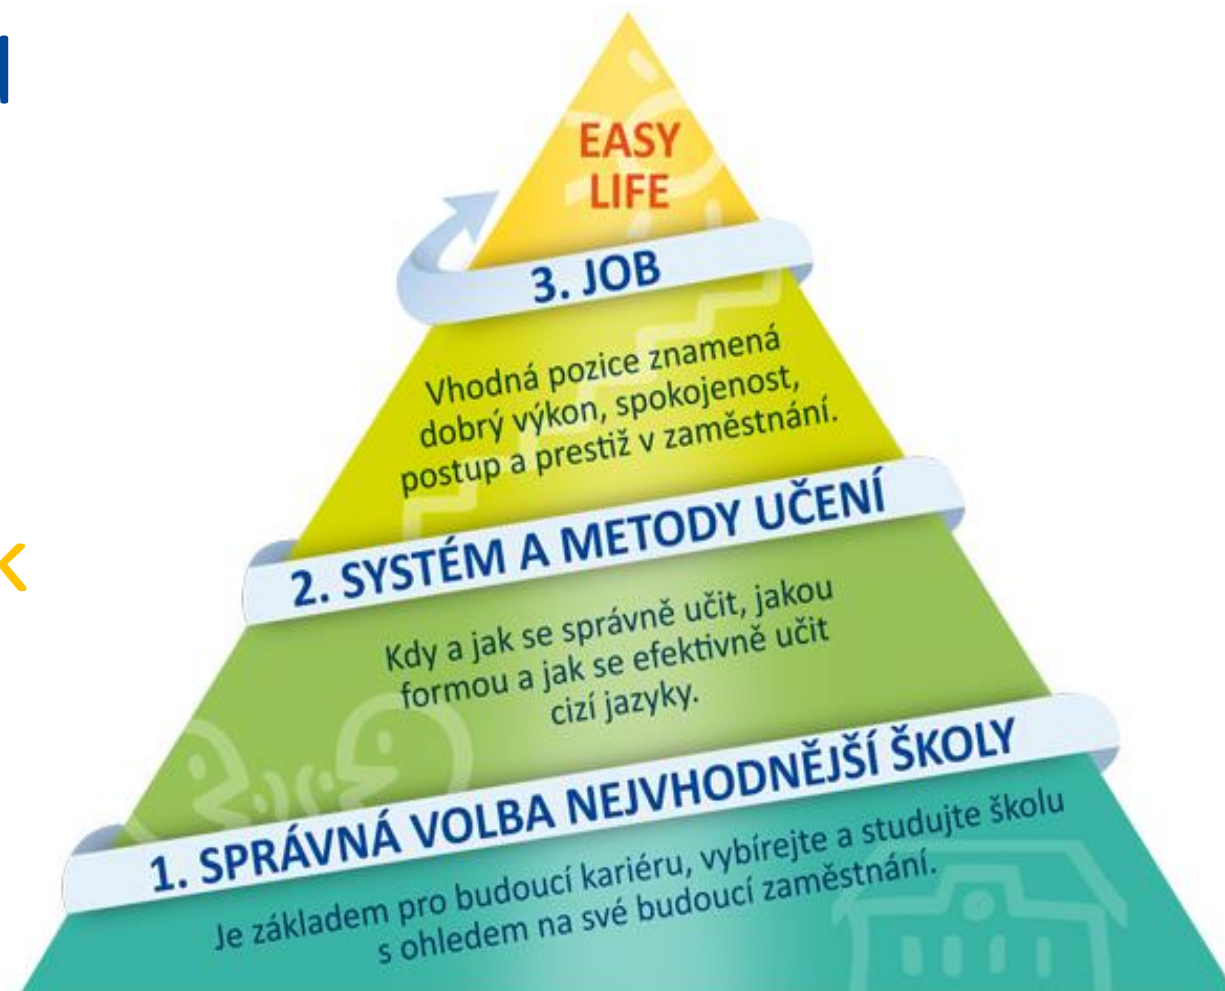 EASY
LIFE
3. JOB
Vhodná pozice znamená
dobrý výkon, spokojenost,
postup a prestiž v zaměstnání.
2. SYSTÉM A METODY UČENÍ
Kdy a jak se správně učit, jakou
formou a jak se efektivně učit
cizí jazyky.
1. SPRÁVNÁ VOLBA NEJVHODNĚJŠÍ ŠKOLY
Je základem pro budoucí kariéru, vybírejte a studujte školu
s ohledem na své budoucí zaměstnání.